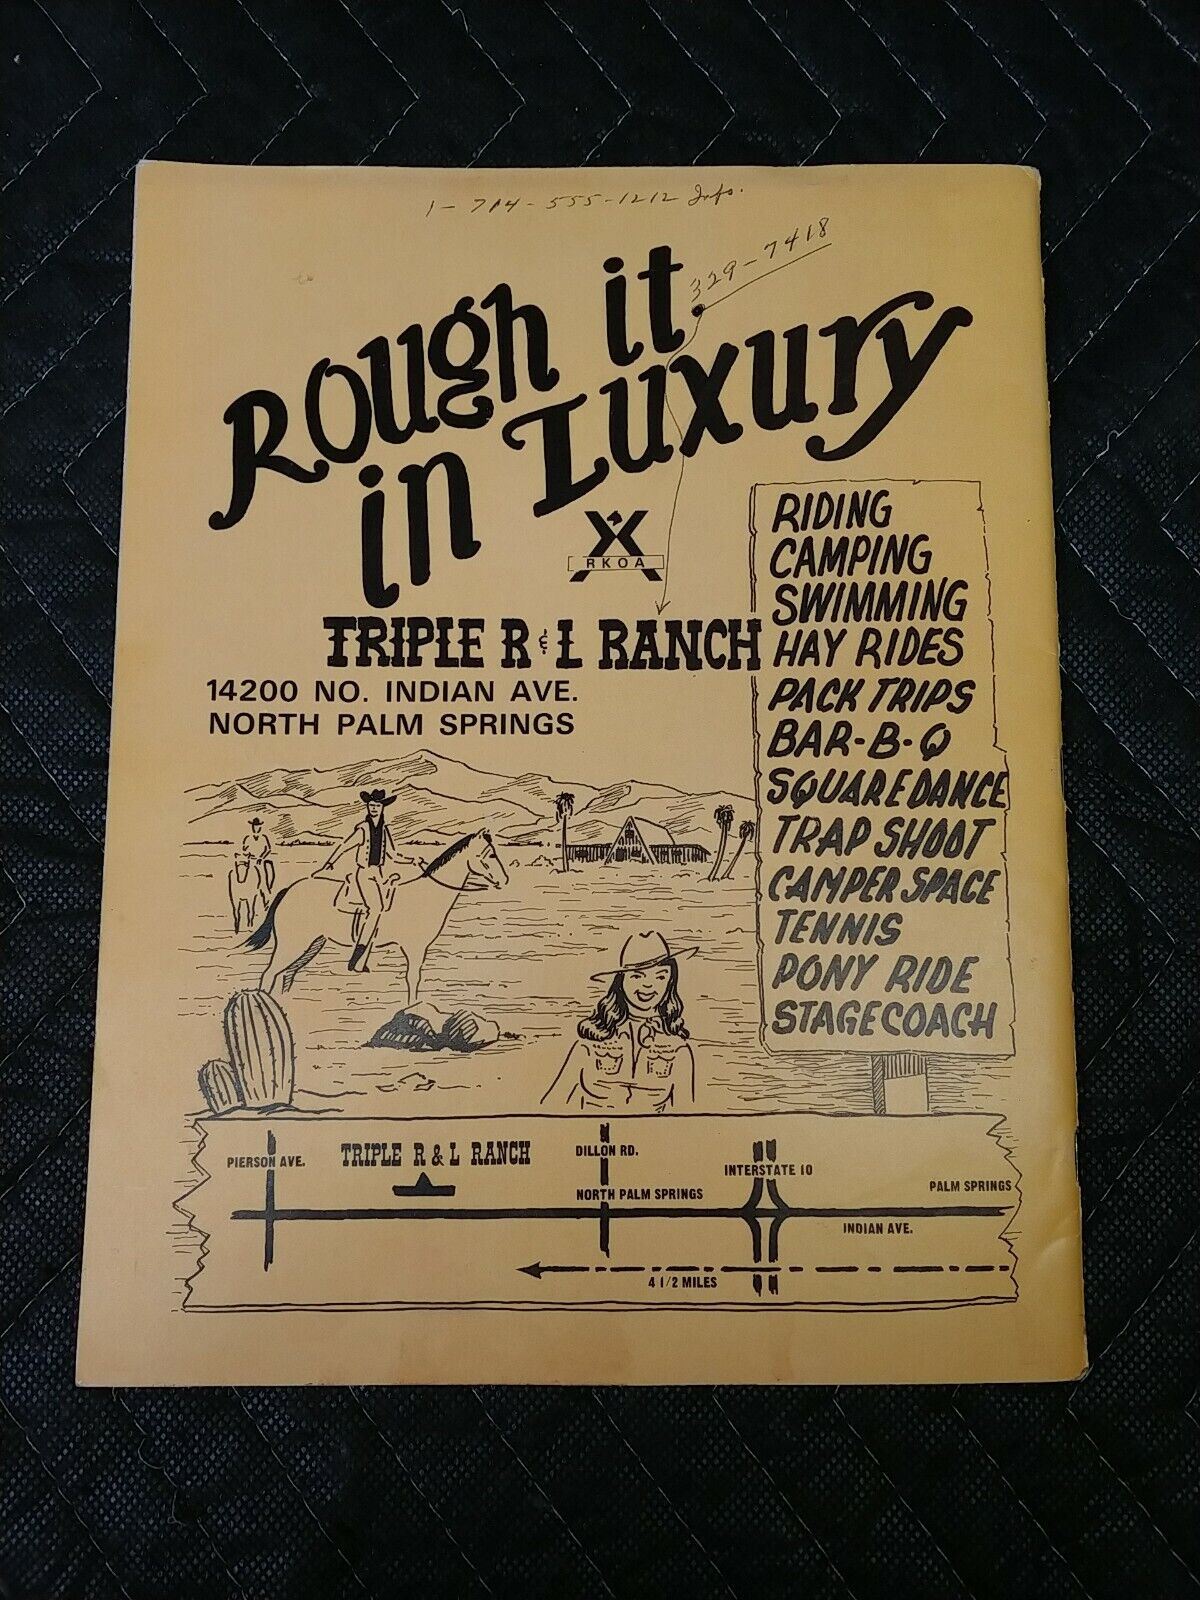 1-714-555-1212 Info.
329-7418
Rough it
in Luxury
RKOA
TRIPLE R & L RANCH
14200 NO. INDIAN AVE.
NORTH PALM SPRINGS
RIDING
CAMPING
SWIMMING
HAY RIDES
PACK TRIPS
BAR-B-Q
SQUARE DANCE
TRAP SHOOT
CAMPER SPACE
TENNIS
PONY RIDE
STAGECOACH
PIERSON AVE.
TRIPLE R & L RANCH
DILLON RD.
INTERSTATE 10
NORTH PALM SPRINGS
PALM SPRINGS
INDIAN AVE.
4 1/2 MILES